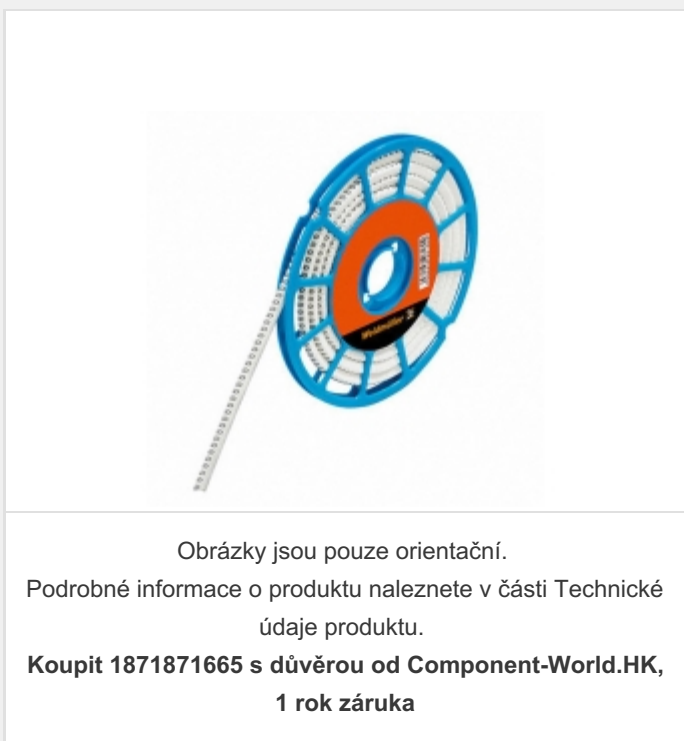 Weidmüller
Obrázky jsou pouze orientační.
Podrobné informace o produktu naleznete v části Technické
údaje produktu.
Koupit 1871871665 s důvěrou od Component-World.HK,
1 rok záruka